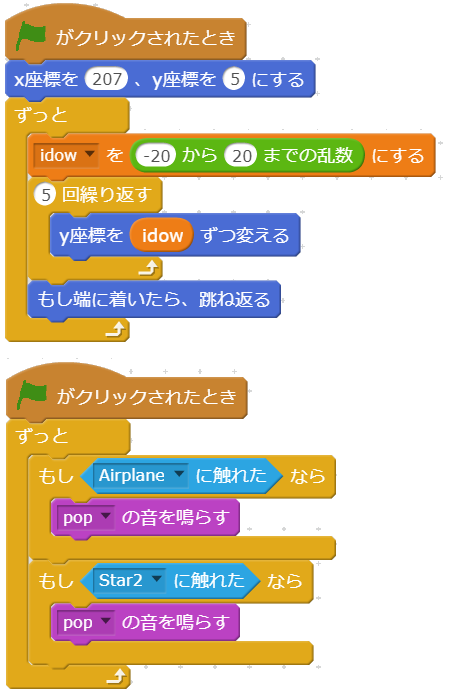 がクリックされたとき
x座標を 207 、y座標を 5 にする
ずっと
idow を -20 から 20 までの乱数 にする
5 回繰り返す
y座標を idow ずつ変える
もし端に着いたら、跳ね返る
がクリックされたとき
ずっと
もし Airplane に触れた なら
pop の音を鳴らす
もし Star2 に触れた なら
pop の音を鳴らす